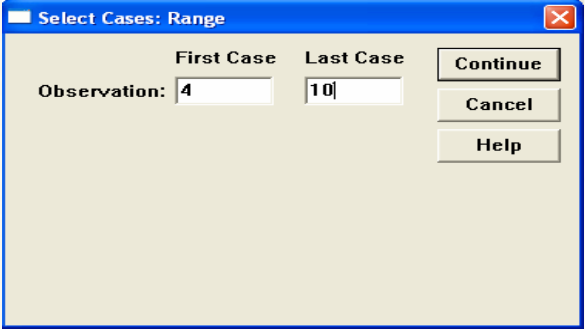 Select Cases: Range
First Case Last Case
Observation: 4 10
Continue
Cancel
Help